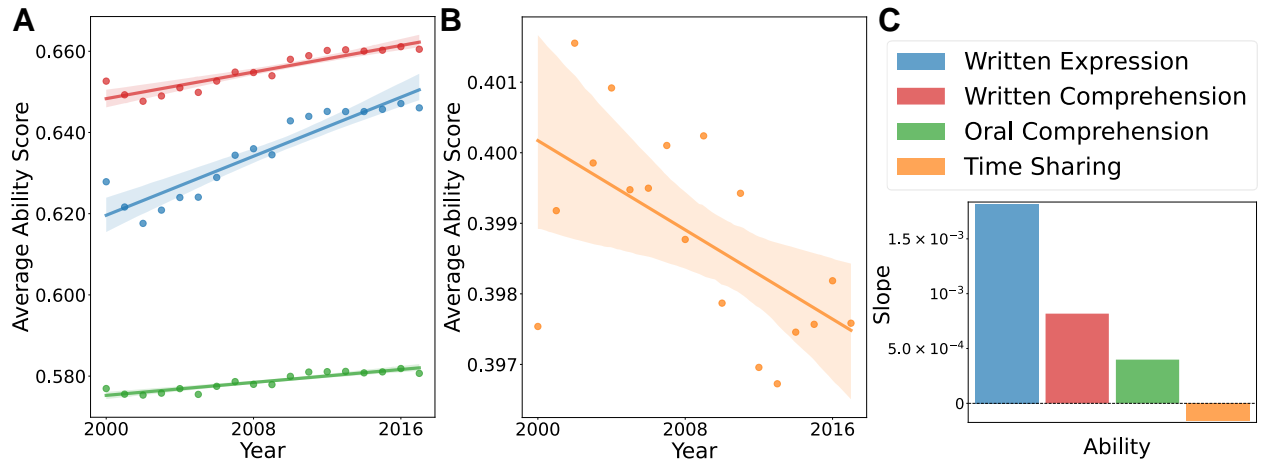 A
Average Ability Score
0.660
0.640
0.620
0.600
0.580
2000
2008
2016
Year
B
Average Ability Score
0.401
0.400
0.399
0.398
0.397
2000
2008
2016
Year
C
Written Expression
Written Comprehension
Oral Comprehension
Time Sharing
Slope
1.5 × 10⁻³
10⁻³
5.0 × 10⁻⁴
0
Ability